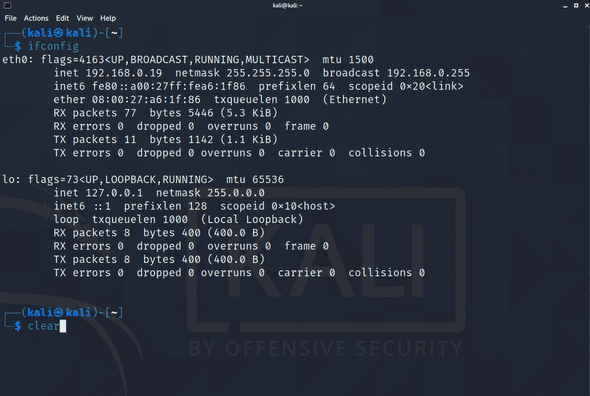 kali@kali: ~
File Actions Edit View Help
(kali㉿kali)-[~]
$ ifconfig
eth0: flags=4163<UP,BROADCAST,RUNNING,MULTICAST> mtu 1500
inet 192.168.0.19 netmask 255.255.255.0 broadcast 192.168.0.255
inet6 fe80::a00:27ff:fea6:1f86 prefixlen 64 scopeid 0×20<link>
ether 08:00:27:a6:1f:86 txqueuelen 1000 (Ethernet)
RX packets 77 bytes 5446 (5.3 KiB)
RX errors 0 dropped 0 overruns 0 frame 0
TX packets 11 bytes 1142 (1.1 KiB)
TX errors 0 dropped 0 overruns 0 carrier 0 collisions 0
lo: flags=73<UP,LOOPBACK,RUNNING> mtu 65536
inet 127.0.0.1 netmask 255.0.0.0
inet6 ::1 prefixlen 128 scopeid 0×10<host>
loop txqueuelen 1000 (Local Loopback)
RX packets 8 bytes 400 (400.0 B)
RX errors 0 dropped 0 overruns 0 frame 0
TX packets 8 bytes 400 (400.0 B)
TX errors 0 dropped 0 overruns 0 carrier 0 collisions 0
(kali㉿kali)-[~]
$ clear
KALI
BY OFFENSIVE SECURITY